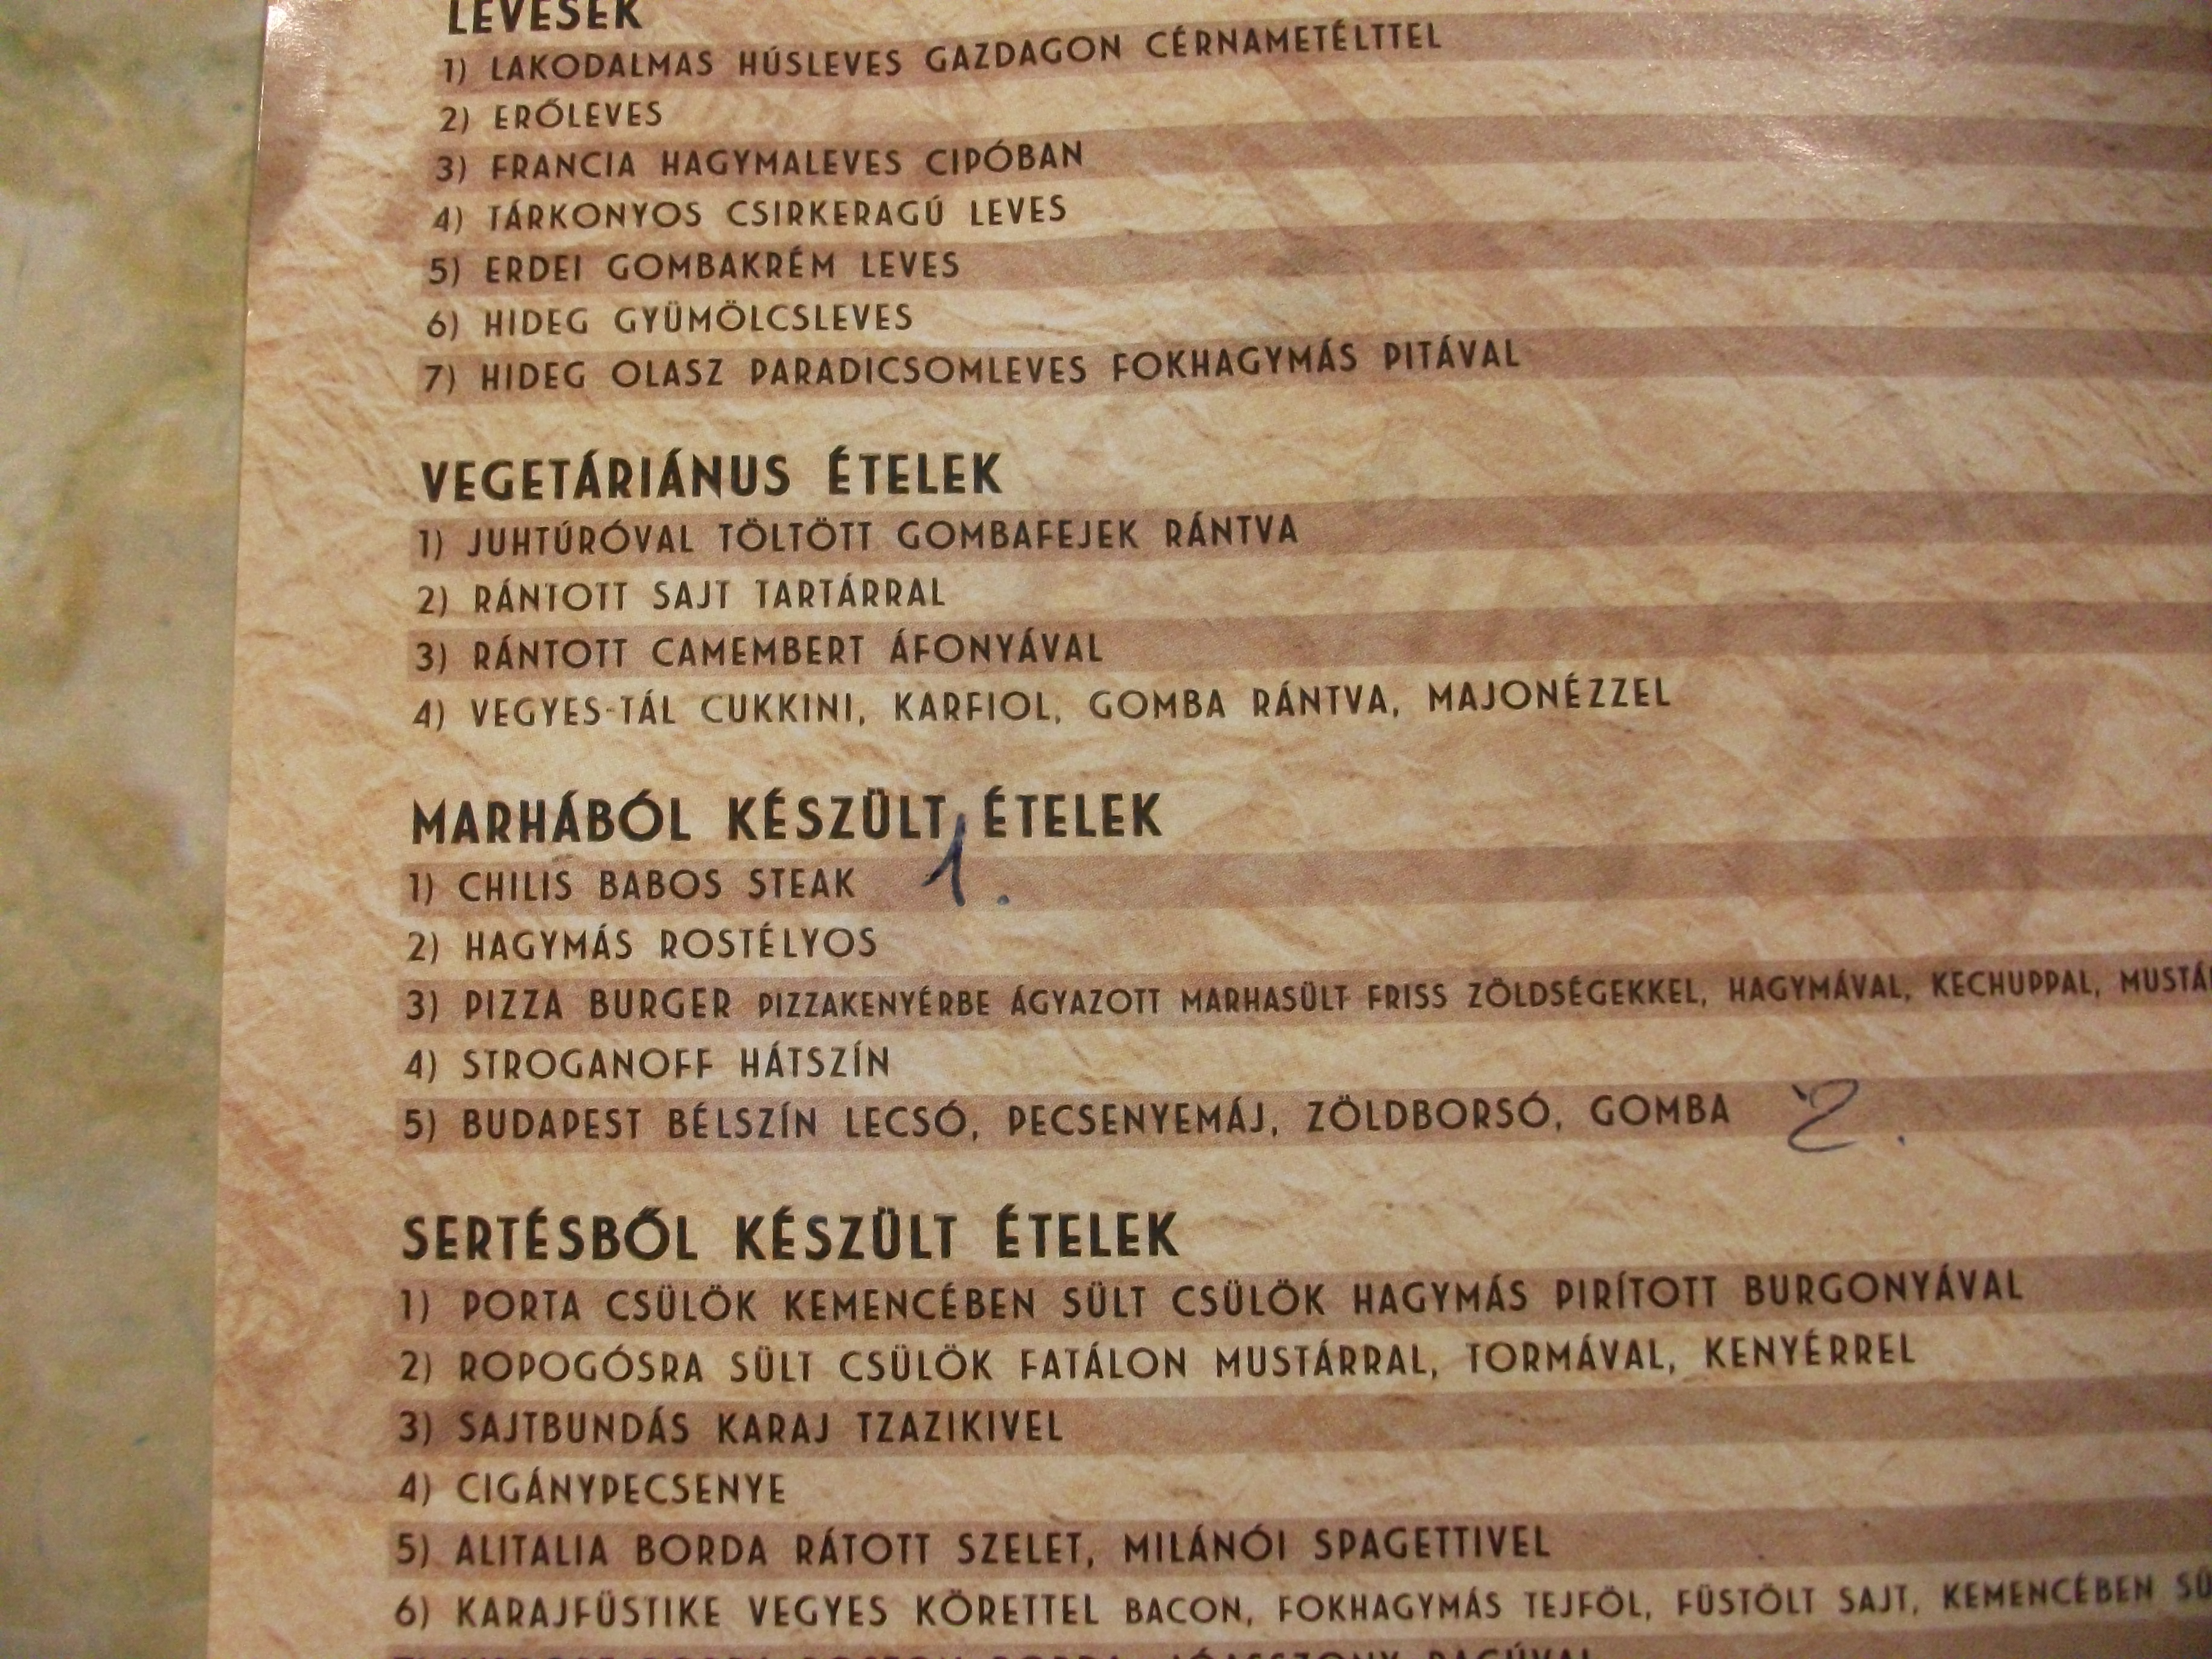 LEVESEK
1) LAKODALMAS HÚSLEVES GAZDAGON CÉRNAMETÉLTTEL
2) ERŐLEVES
3) FRANCIA HAGYMALEVES CIPÓBAN
4) TÁRKONYOS CSIRKERAGÚ LEVES
5) ERDEI GOMBAKRÉM LEVES
6) HIDEG GYÜMÖLCSLEVES
7) HIDEG OLASZ PARADICSOMLEVES FOKHAGYMÁS PITÁVAL
VEGETÁRIÁNUS ÉTELEK
1) JUHTÚRÓVAL TÖLTÖTT GOMBAFEJEK RÁNTVA
2) RÁNTOTT SAJT TARTÁRRAL
3) RÁNTOTT CAMEMBERT ÁFONYÁVAL
4) VEGYES-TÁL CUKKINI, KARFIOL, GOMBA RÁNTVA, MAJONÉZZEL
MARHÁBÓL KÉSZÜLT ÉTELEK
1) CHILIS BABOS STEAK 1.
2) HAGYMÁS ROSTÉLYOS
3) PIZZA BURGER PIZZAKENYÉRBE ÁGYAZOTT MARHASÜLT FRISS ZÖLDSÉGEKKEL, HAGYMÁVAL, KECHUPPAL,
4) STROGANOFF HÁTSZÍN
5) BUDAPEST BÉLSZÍN LECSÓ, PECSENYEMÁJ, ZÖLDBORSÓ, GOMBA 2.
SERTÉSBŐL KÉSZÜLT ÉTELEK
1) PORTA CSÜLÖK KEMENCÉBEN SÜLT CSÜLÖK HAGYMÁS PIRÍTOTT BURGONYÁVAL
2) ROPOGÓSRA SÜLT CSÜLÖK FATÁLON MUSTÁRRAL, TORMÁVAL, KENYÉRREL
3) SAJTBUNDÁS KARAJ TZAZIKIVEL
4) CIGÁNYPECSENYE
5) ALITALIA BORDA RÁTOTT SZELET, MILÁNÓI SPAGETTIVEL
6) KARAJFÜSTIKE VEGYES KÖRETTEL BACON, FOKHAGYMÁS TEJFÖL, FÜSTÖLT SAJT, KEMENCÉBEN